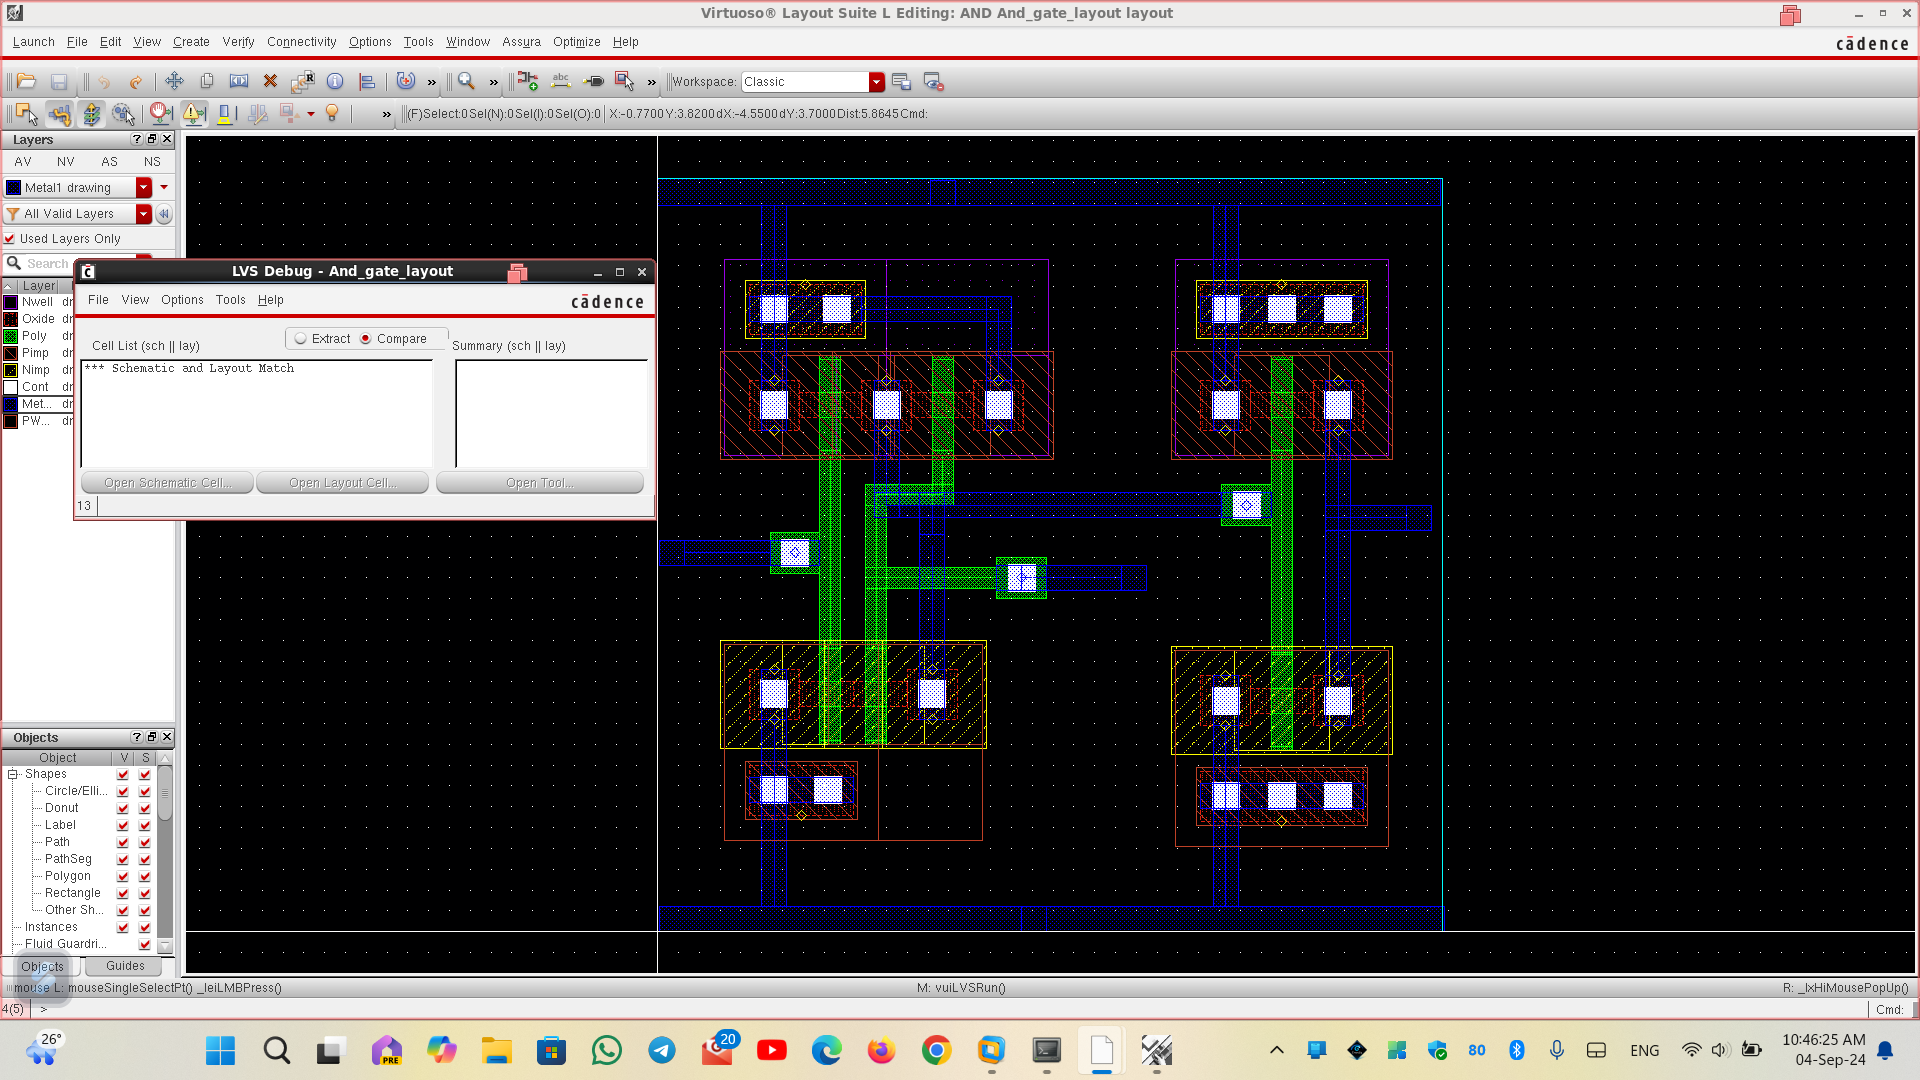 Virtuoso® Layout Suite L Editing: AND And_gate_layout layout
Launch File Edit View Create Verify Connectivity Options Tools Window Assura Optimize Help
cādence
abc
R
Workspace: Classic
(F)Select:0 Sel(N):0 Sel(I):0 Sel(O):0 X:-0.7700 Y:3.8200 dX:-4.5500 dY:3.7000 Dist:5.8645 Cmd:
Layers
AV NV AS NS
Metal1 drawing
All Valid Layers
Used Layers Only
Search
Layer
Nwell dr
Oxide dr
Poly dr
Pimp dr
Nimp dr
Cont dr
Met... dr
PW... dr
LVS Debug - And_gate_layout
File View Options Tools Help
cādence
Extract Compare
Cell List (sch || lay) Summary (sch || lay)
*** Schematic and Layout Match
Open Schematic Cell... Open Layout Cell... Open Tool...
13
Objects
Object V S
Shapes
Circle/Elli...
Donut
Label
Path
PathSeg
Polygon
Rectangle
Other Sh...
Instances
Fluid Guardri...
Objects Guides
mouse L: mouseSingleSelectPt() _leiLMBPress() M: vuiLVSRun() R: _lxHiMousePopUp()
4(5) > Cmd:
26°
PRE
20
80
ENG
10:46:25 AM
04-Sep-24